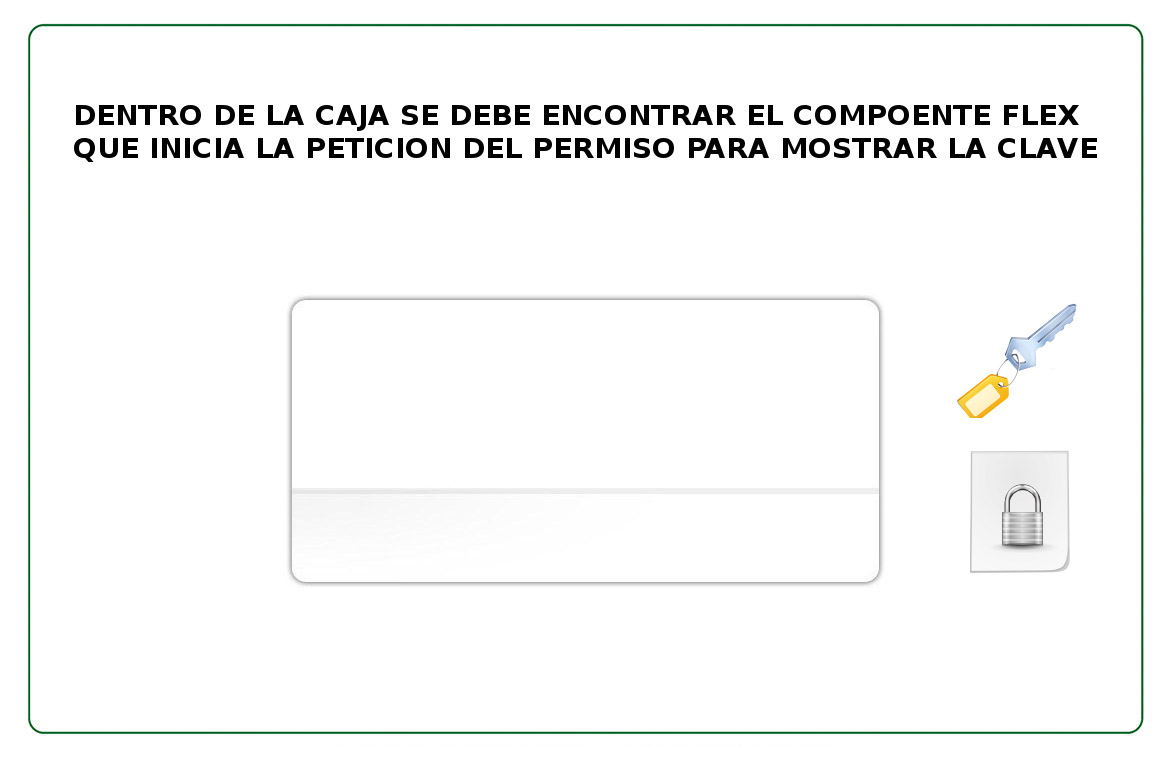 DENTRO DE LA CAJA SE DEBE ENCONTRAR EL COMPOENTE FLEX
QUE INICIA LA PETICION DEL PERMISO PARA MOSTRAR LA CLAVE